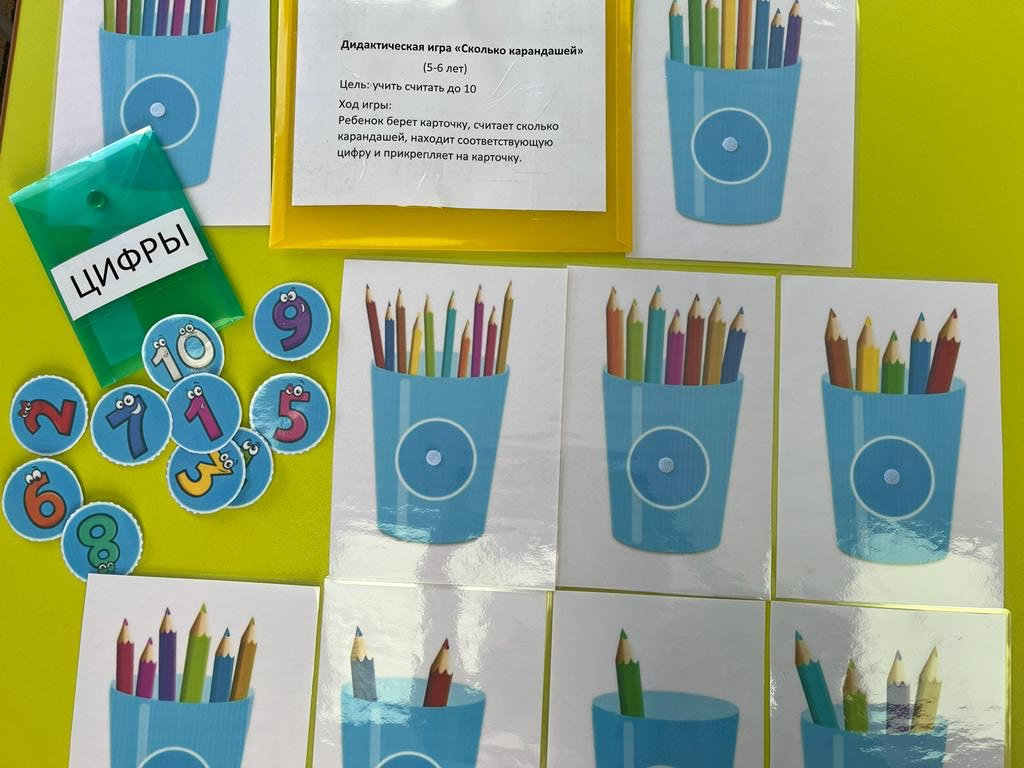 Дидактическая игра «Сколько карандашей»
(5-6 лет)
Цель: учить считать до 10
Ход игры:
Ребенок берет карточку, считает сколько
карандашей, находит соответствующую
цифру и прикрепляет на карточку.
ЦИФРЫ
9
10
2
7
1
5
3
6
8